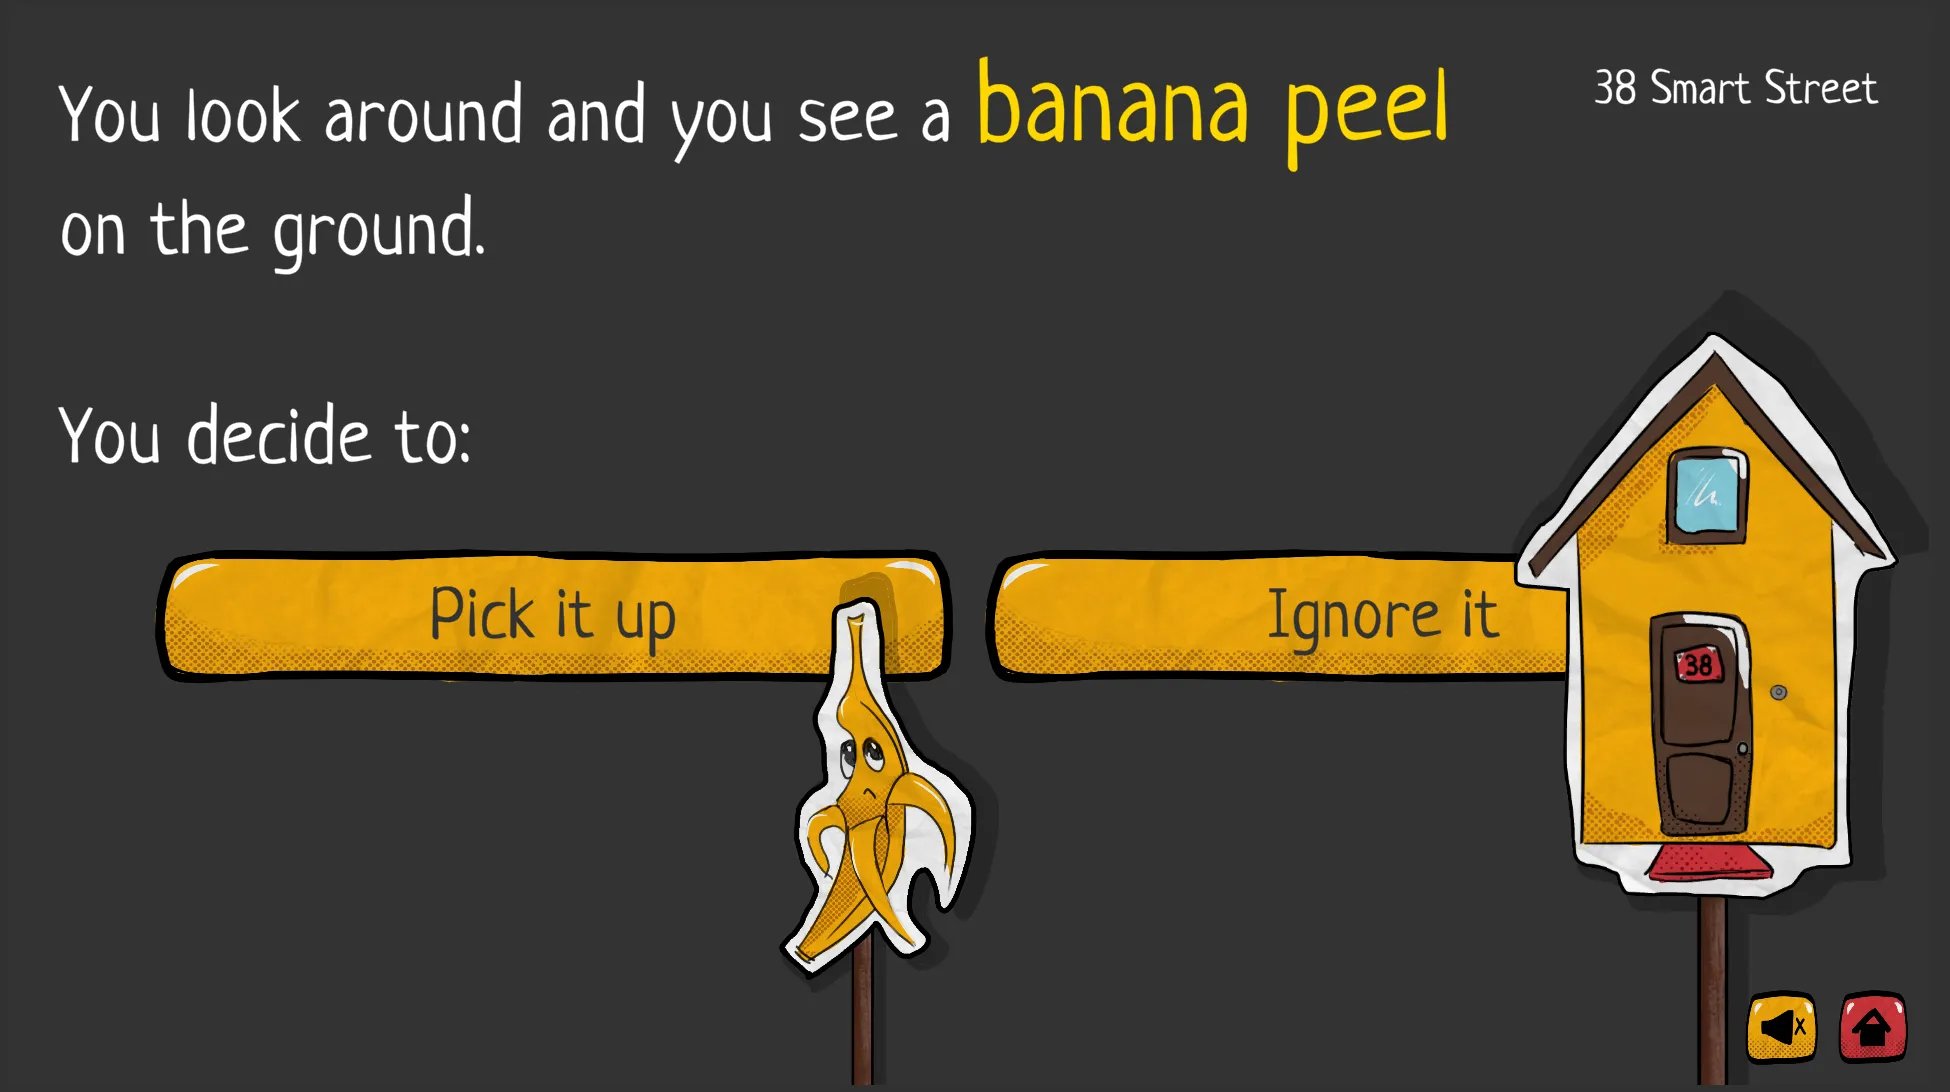 You look around and you see a banana peel
on the ground.
38 Smart Street
You decide to:
Pick it up
Ignore it
38
x